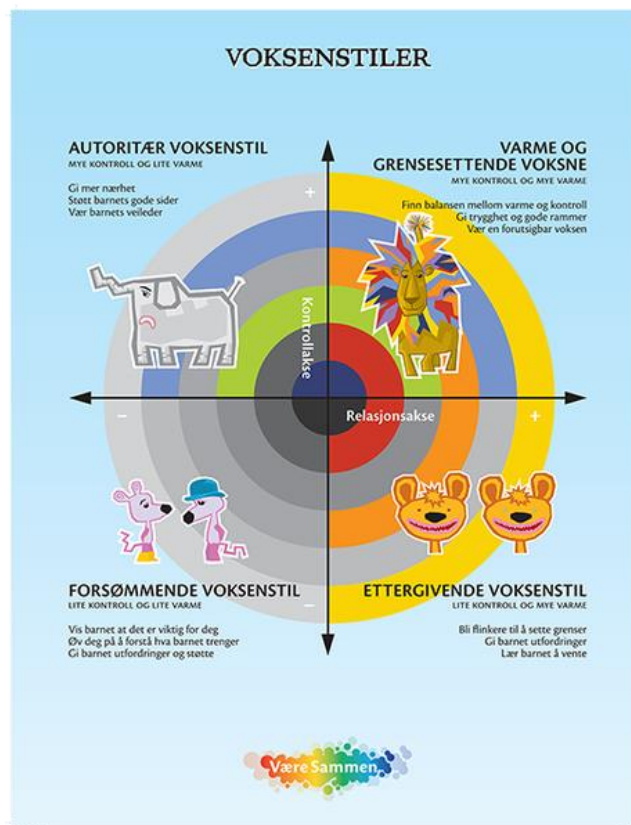 VOKSENSTILER
AUTORITÆR VOKSENSTIL
MYE KONTROLL OG LITE VARME
Gi mer nærhet
Støtt barnets gode sider
Vær barnets veileder
VARME OG
GRENSESETTENDE VOKSNE
MYE KONTROLL OG MYE VARME
Finn balansen mellom varme og kontroll
Gi trygghet og gode rammer
Vær en forutsigbar voksen
+
Kontrollakse
–
Relasjonsakse
+
–
FORSØMMENDE VOKSENSTIL
LITE KONTROLL OG LITE VARME
Vis barnet at det er viktig for deg
Øv deg på å forstå hva barnet trenger
Gi barnet utfordringer og støtte
ETTERGIVENDE VOKSENSTIL
LITE KONTROLL OG MYE VARME
Bli flinkere til å sette grenser
Gi barnet utfordringer
Lær barnet å vente
Være Sammen